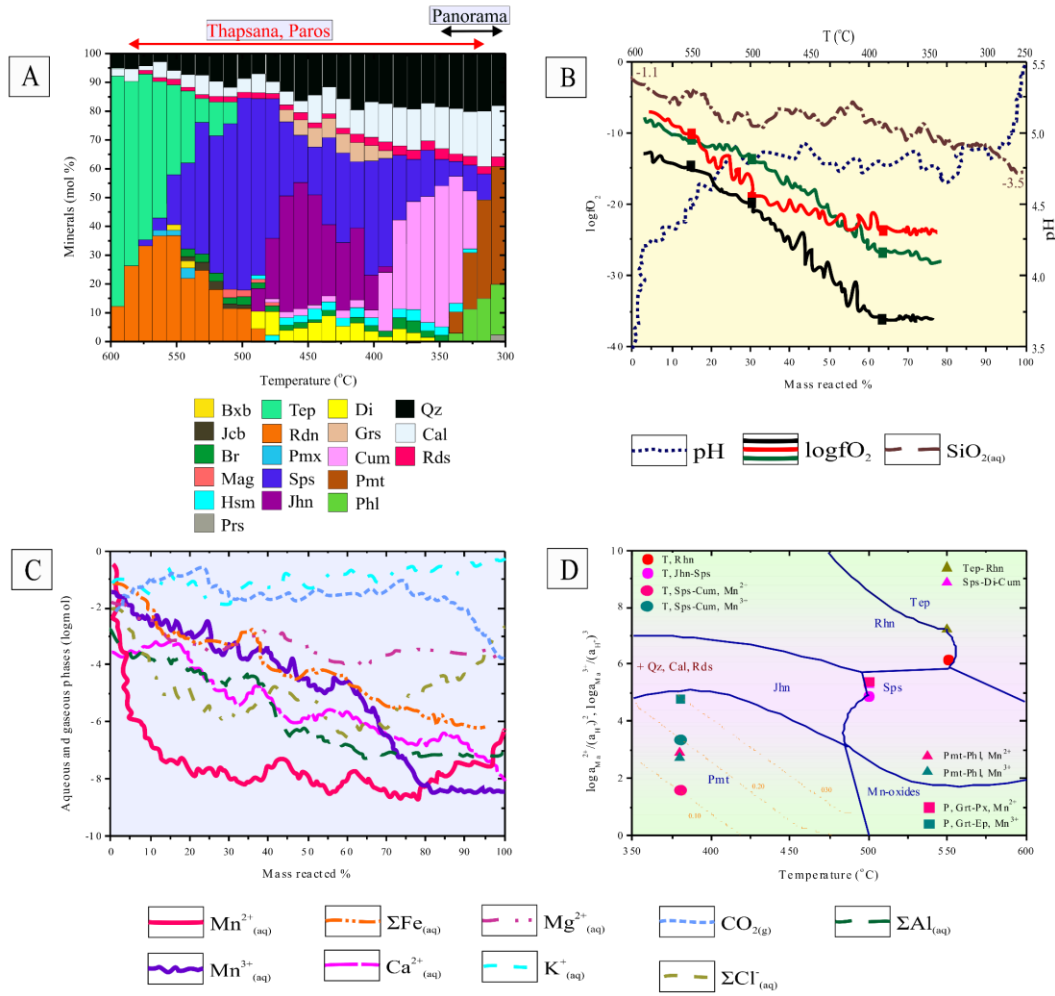 Thapsana, Paros
Panorama
A
100
90
80
70
60
50
40
30
20
10
0
Minerals (mol %)
600
550
500
450
400
350
300
Temperature (°C)
Bxb
Tep
Di
Qz
Jcb
Rdn
Grs
Cal
Br
Pmx
Cum
Rds
Mag
Sps
Pmt
Hsm
Jhn
Phl
Prs
B
T (°C)
600
550
500
450
400
350
300
250
0
-10
-20
-30
-40
logfO2
-1.1
-3.5
5.5
5.0
4.75
4.5
4.0
3.75
3.5
pH
0
10
20
30
40
50
60
70
80
90
100
Mass reacted %
pH
logfO2
SiO2(aq)
C
0
-2
-4
-6
-8
-10
Aqueous and gaseous phases (logmol)
0
10
20
30
40
50
60
70
80
90
100
Mass reacted %
Mn2+(aq)
ΣFe(aq)
Mg2+(aq)
CO2(g)
ΣAl(aq)
Mn3+(aq)
Ca2+(aq)
K+(aq)
ΣCl-(aq)
D
10
8
6
4
2
0
T, Rhn
T, Jhn-Sps
T, Sps-Cum, Mn2-
T, Sps-Cum, Mn3-
Tep-Rhn
Sps-Di-Cum
Tep
Rhn
+ Qz, Cal, Rds
Jhn
Sps
Pmt
Mn-oxides
0.10
0.20
Pmt-Phl, Mn2+
Pmt-Phl, Mn3+
P, Grt-Px, Mn2+
P, Grt-Ep, Mn3+
350
400
450
500
550
600
Temperature (°C)